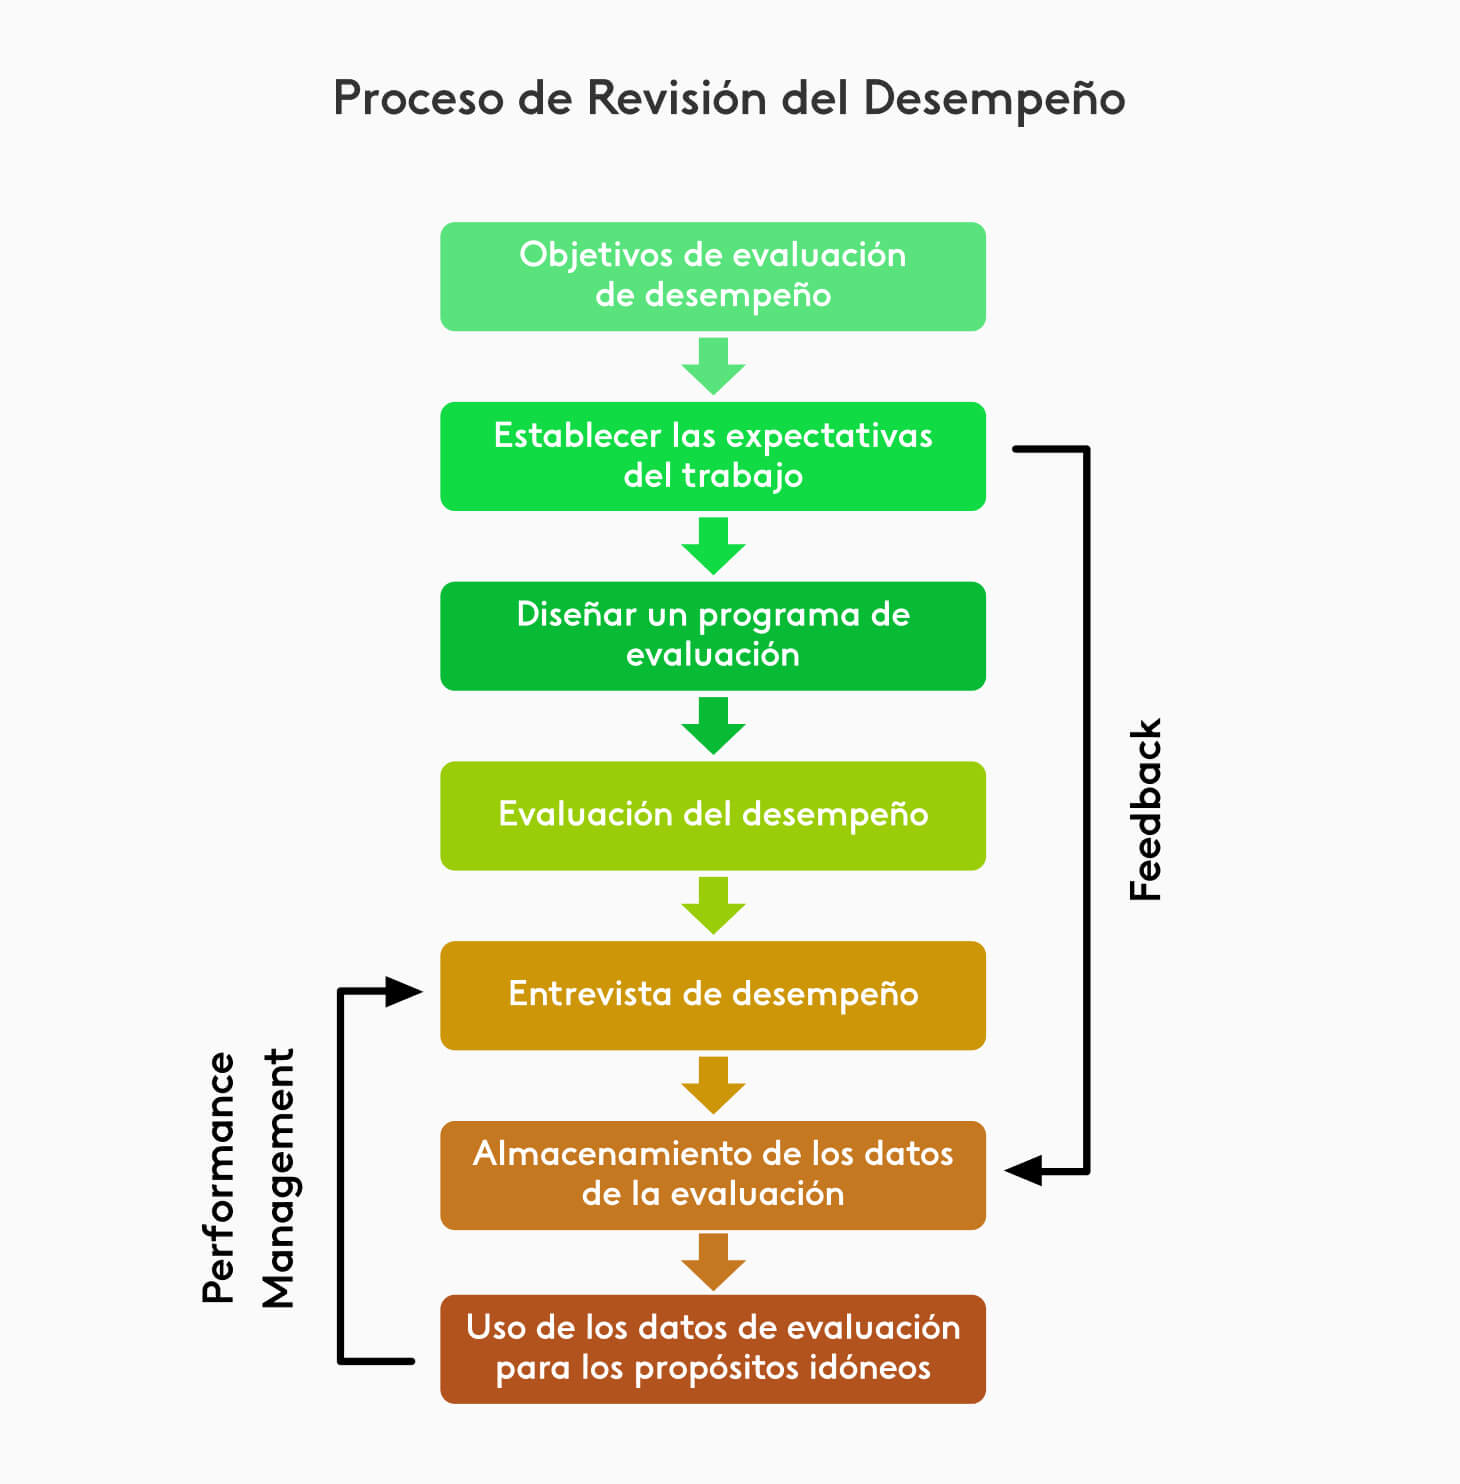 Proceso de Revisión del Desempeño
Objetivos de evaluación
de desempeño
Establecer las expectativas
del trabajo
Diseñar un programa de
evaluación
Evaluación del desempeño
Entrevista de desempeño
Almacenamiento de los datos
de la evaluación
Uso de los datos de evaluación
para los propósitos idóneos
Feedback
Performance
Management